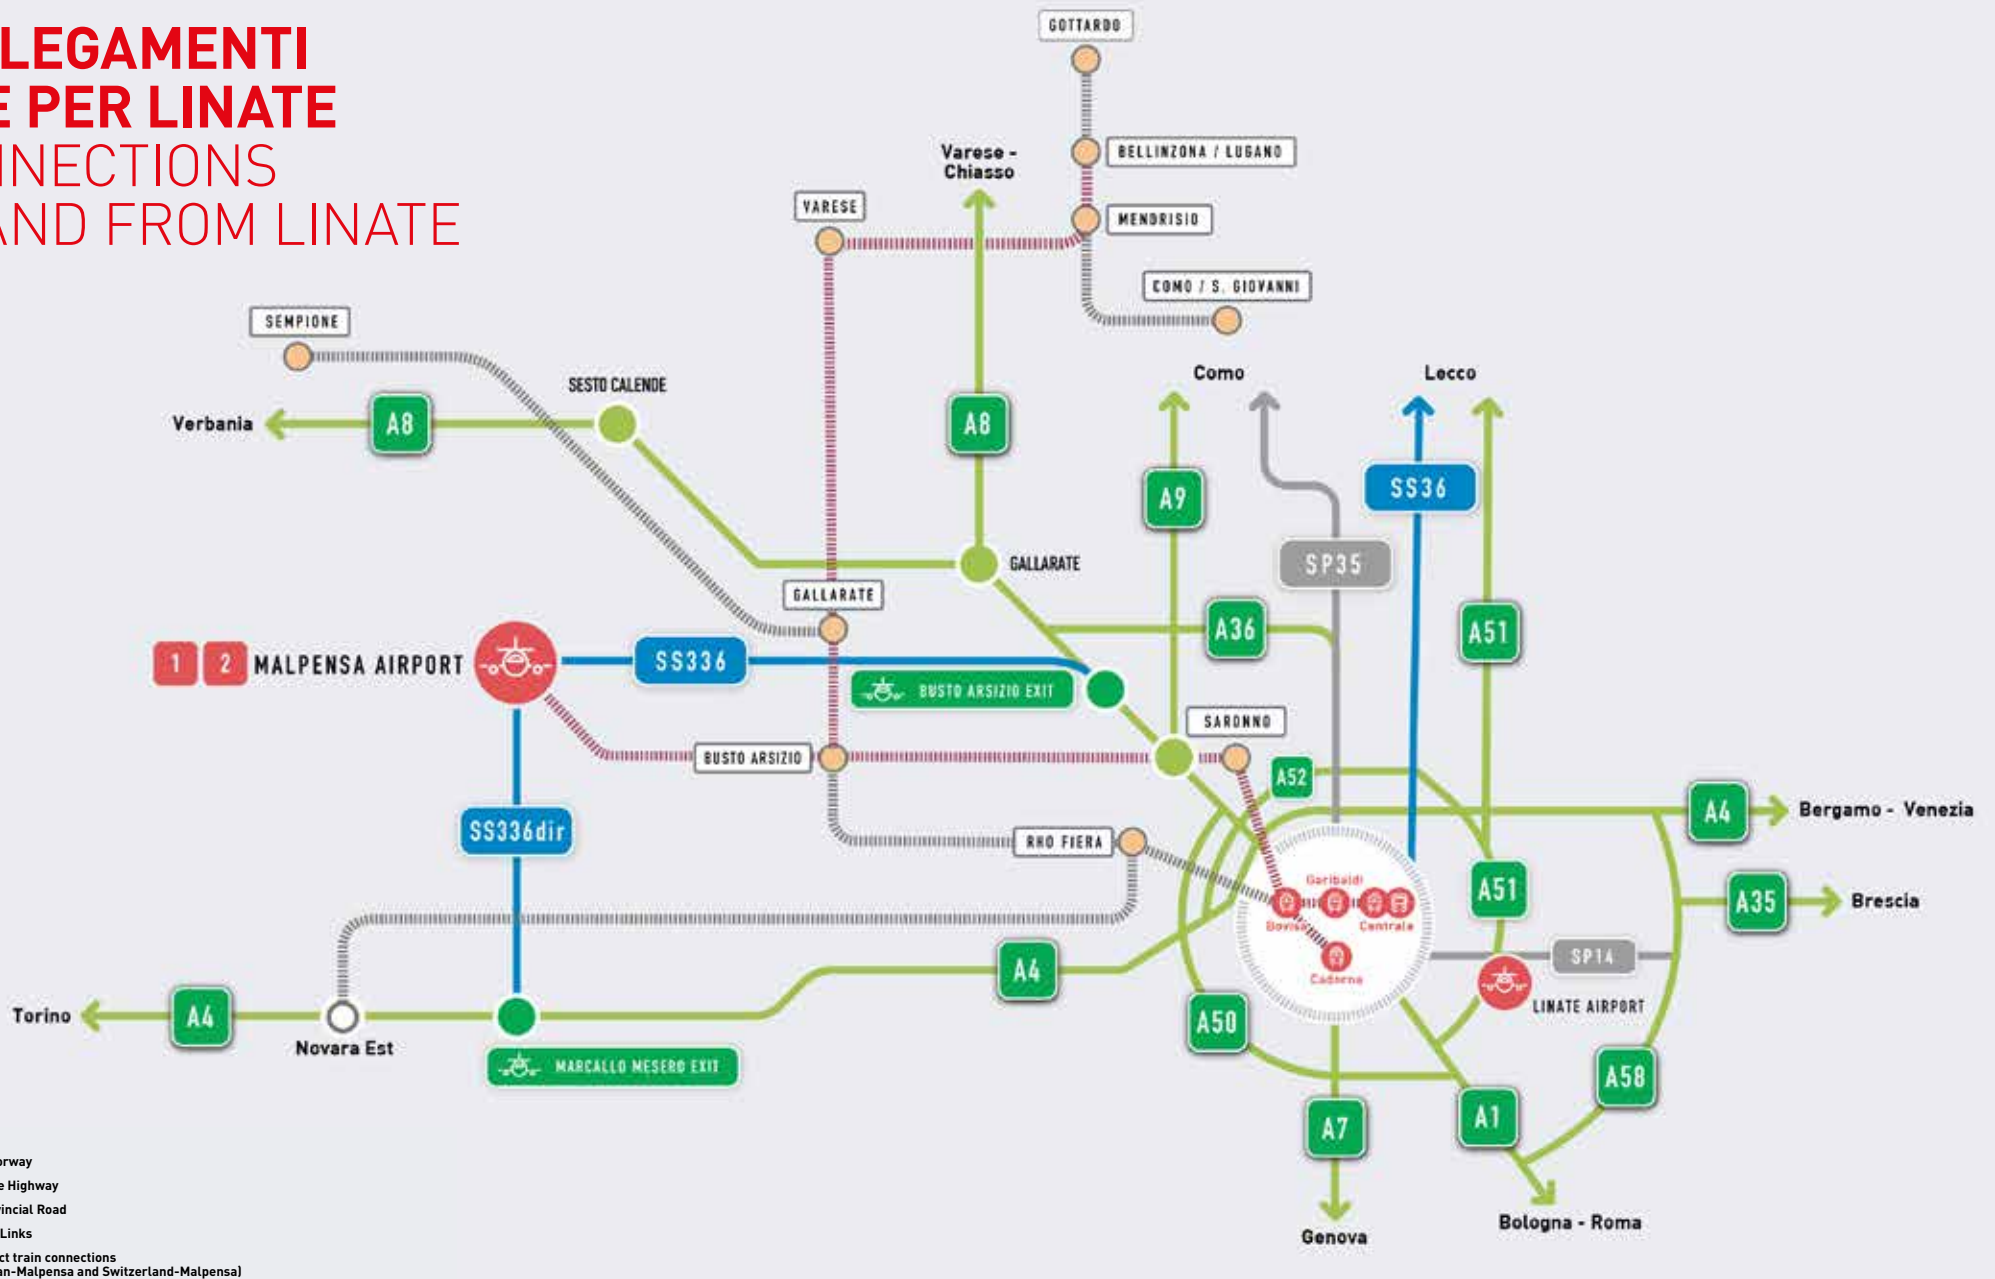 LEGAMENTI
E PER LINATE
NNECTIONS
AND FROM LINATE
GOTTARDO
BELLINZONA / LUGANO
Varese -
Chiasso
VARESE
MENDRISIO
COMO / S. GIOVANNI
SEMPIONE
Como
Lecco
SESTO CALENDE
Verbania
A8
A8
A9
SS36
GALLARATE
SP35
GALLARATE
A36
A51
1 2 MALPENSA AIRPORT
SS336
BUSTO ARSIZIO EXIT
SARONNO
BUSTO ARSIZIO
A52
A4
Bergamo - Venezia
SS336dir
RHO FIERA
Garibaldi
A51
A35
Brescia
Bovisa
Centrale
SP14
A4
Cadorna
LINATE AIRPORT
Torino
A4
A50
Novara Est
MARCALLO MESERO EXIT
A58
A7
A1
Bologna - Roma
Genova
orway
e Highway
vincial Road
Links
ct train connections
an-Malpensa and Switzerland-Malpensa)